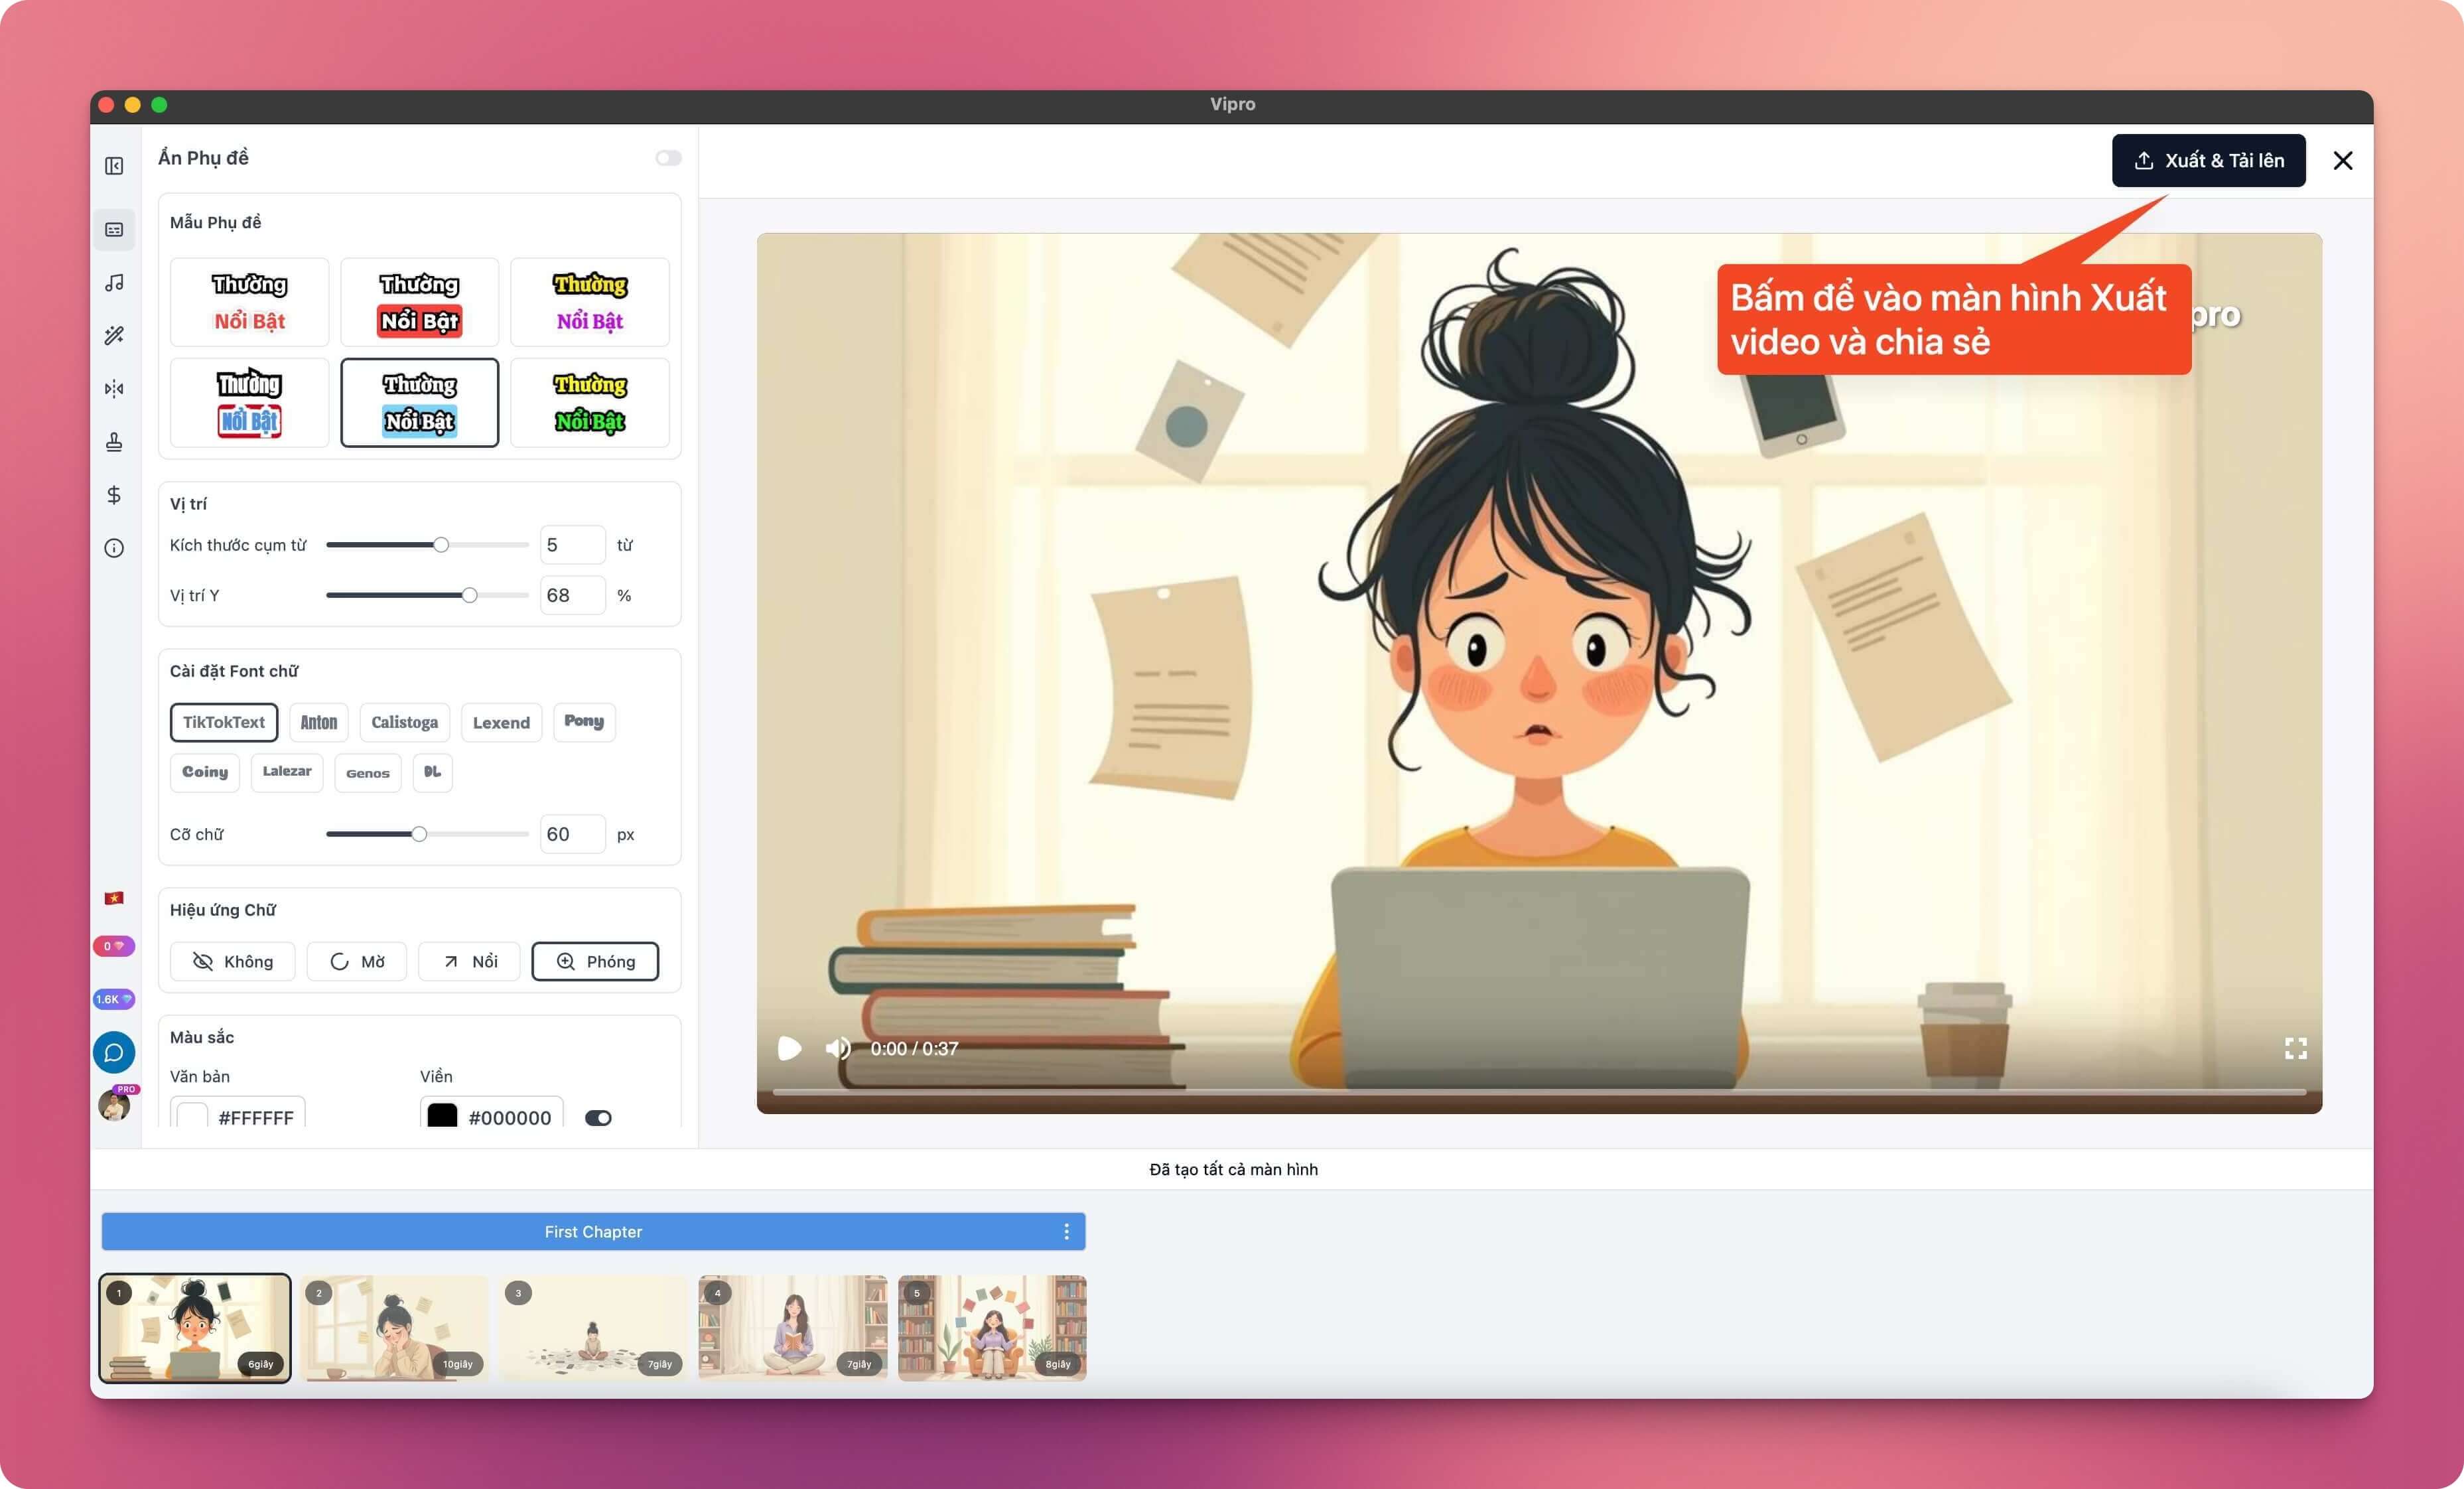 Vipro
Ẩn Phụ đề
Xuất & Tải lên
Mẫu Phụ đề
Thường
Nổi Bật
Thường
Nổi Bật
Thường
Nổi Bật
Thường
Nổi Bật
Thường
Nổi Bật
Thường
Nổi Bật
Bấm để vào màn hình Xuất
video và chia sẻ
pro
Vị trí
Kích thước cụm từ 5 từ
Vị trí Y 68 %
Cài đặt Font chữ
TikTokText Anton Calistoga Lexend Pony
Coiny Lalezar Genos DL
Cỡ chữ 60 px
Hiệu ứng Chữ
Không Mờ Nổi Phóng
Màu sắc
Văn bản Viền
#FFFFFF #000000
0
1.6K
PRO
0:00 / 0:37
Đã tạo tất cả màn hình
First Chapter
1 2 3 4 5
6giây 10giây 7giây 7giây 8giây